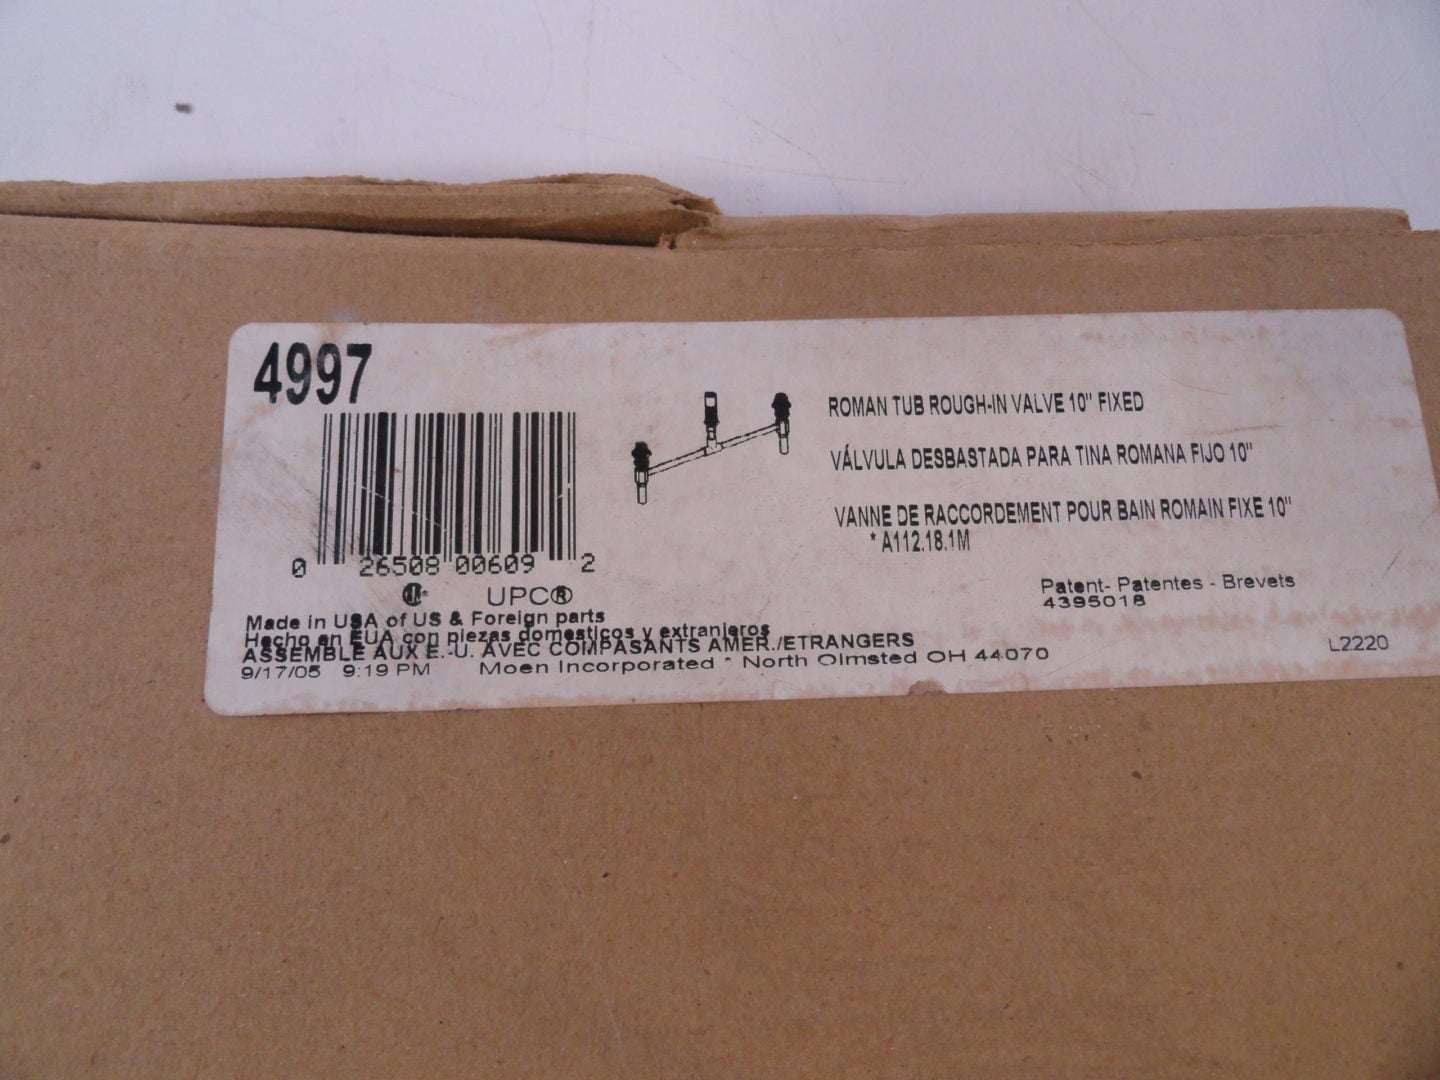 4997
ROMAN TUB ROUGH-IN VALVE 10" FIXED
VÁLVULA DESBASTADA PARA TINA ROMANA FIJO 10"
VANNE DE RACCORDEMENT POUR BAIN ROMAIN FIXE 10"
* A112.18.1M
0 26508 00609 2
UPC®
Patent- Patentes - Brevets
4395018
Made in USA of US & Foreign parts
Hecho en EUA con piezas domesticos y extranjeros
ASSEMBLE AUX E.-U. AVEC COMPASANTS AMER./ETRANGERS
9/17/05 9:19 PM Moen Incorporated * North Olmsted OH 44070
L2220